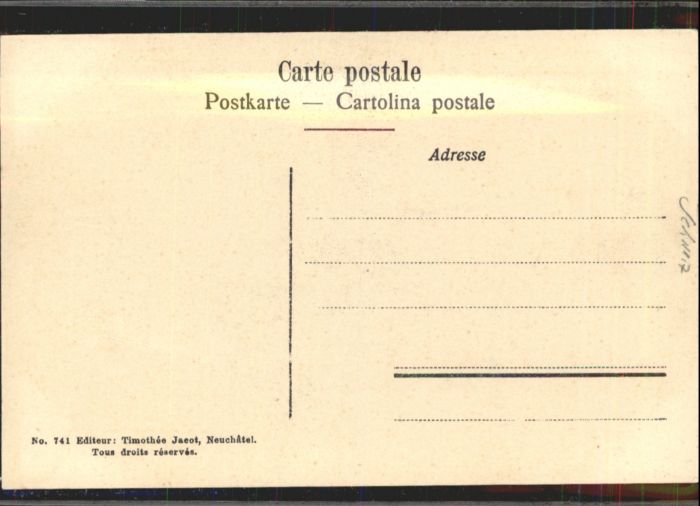 Carte postale
Postkarte — Cartolina postale
Adresse
No. 741 Editeur: Timothée Jacot, Neuchâtel.
Tous droits réservés.